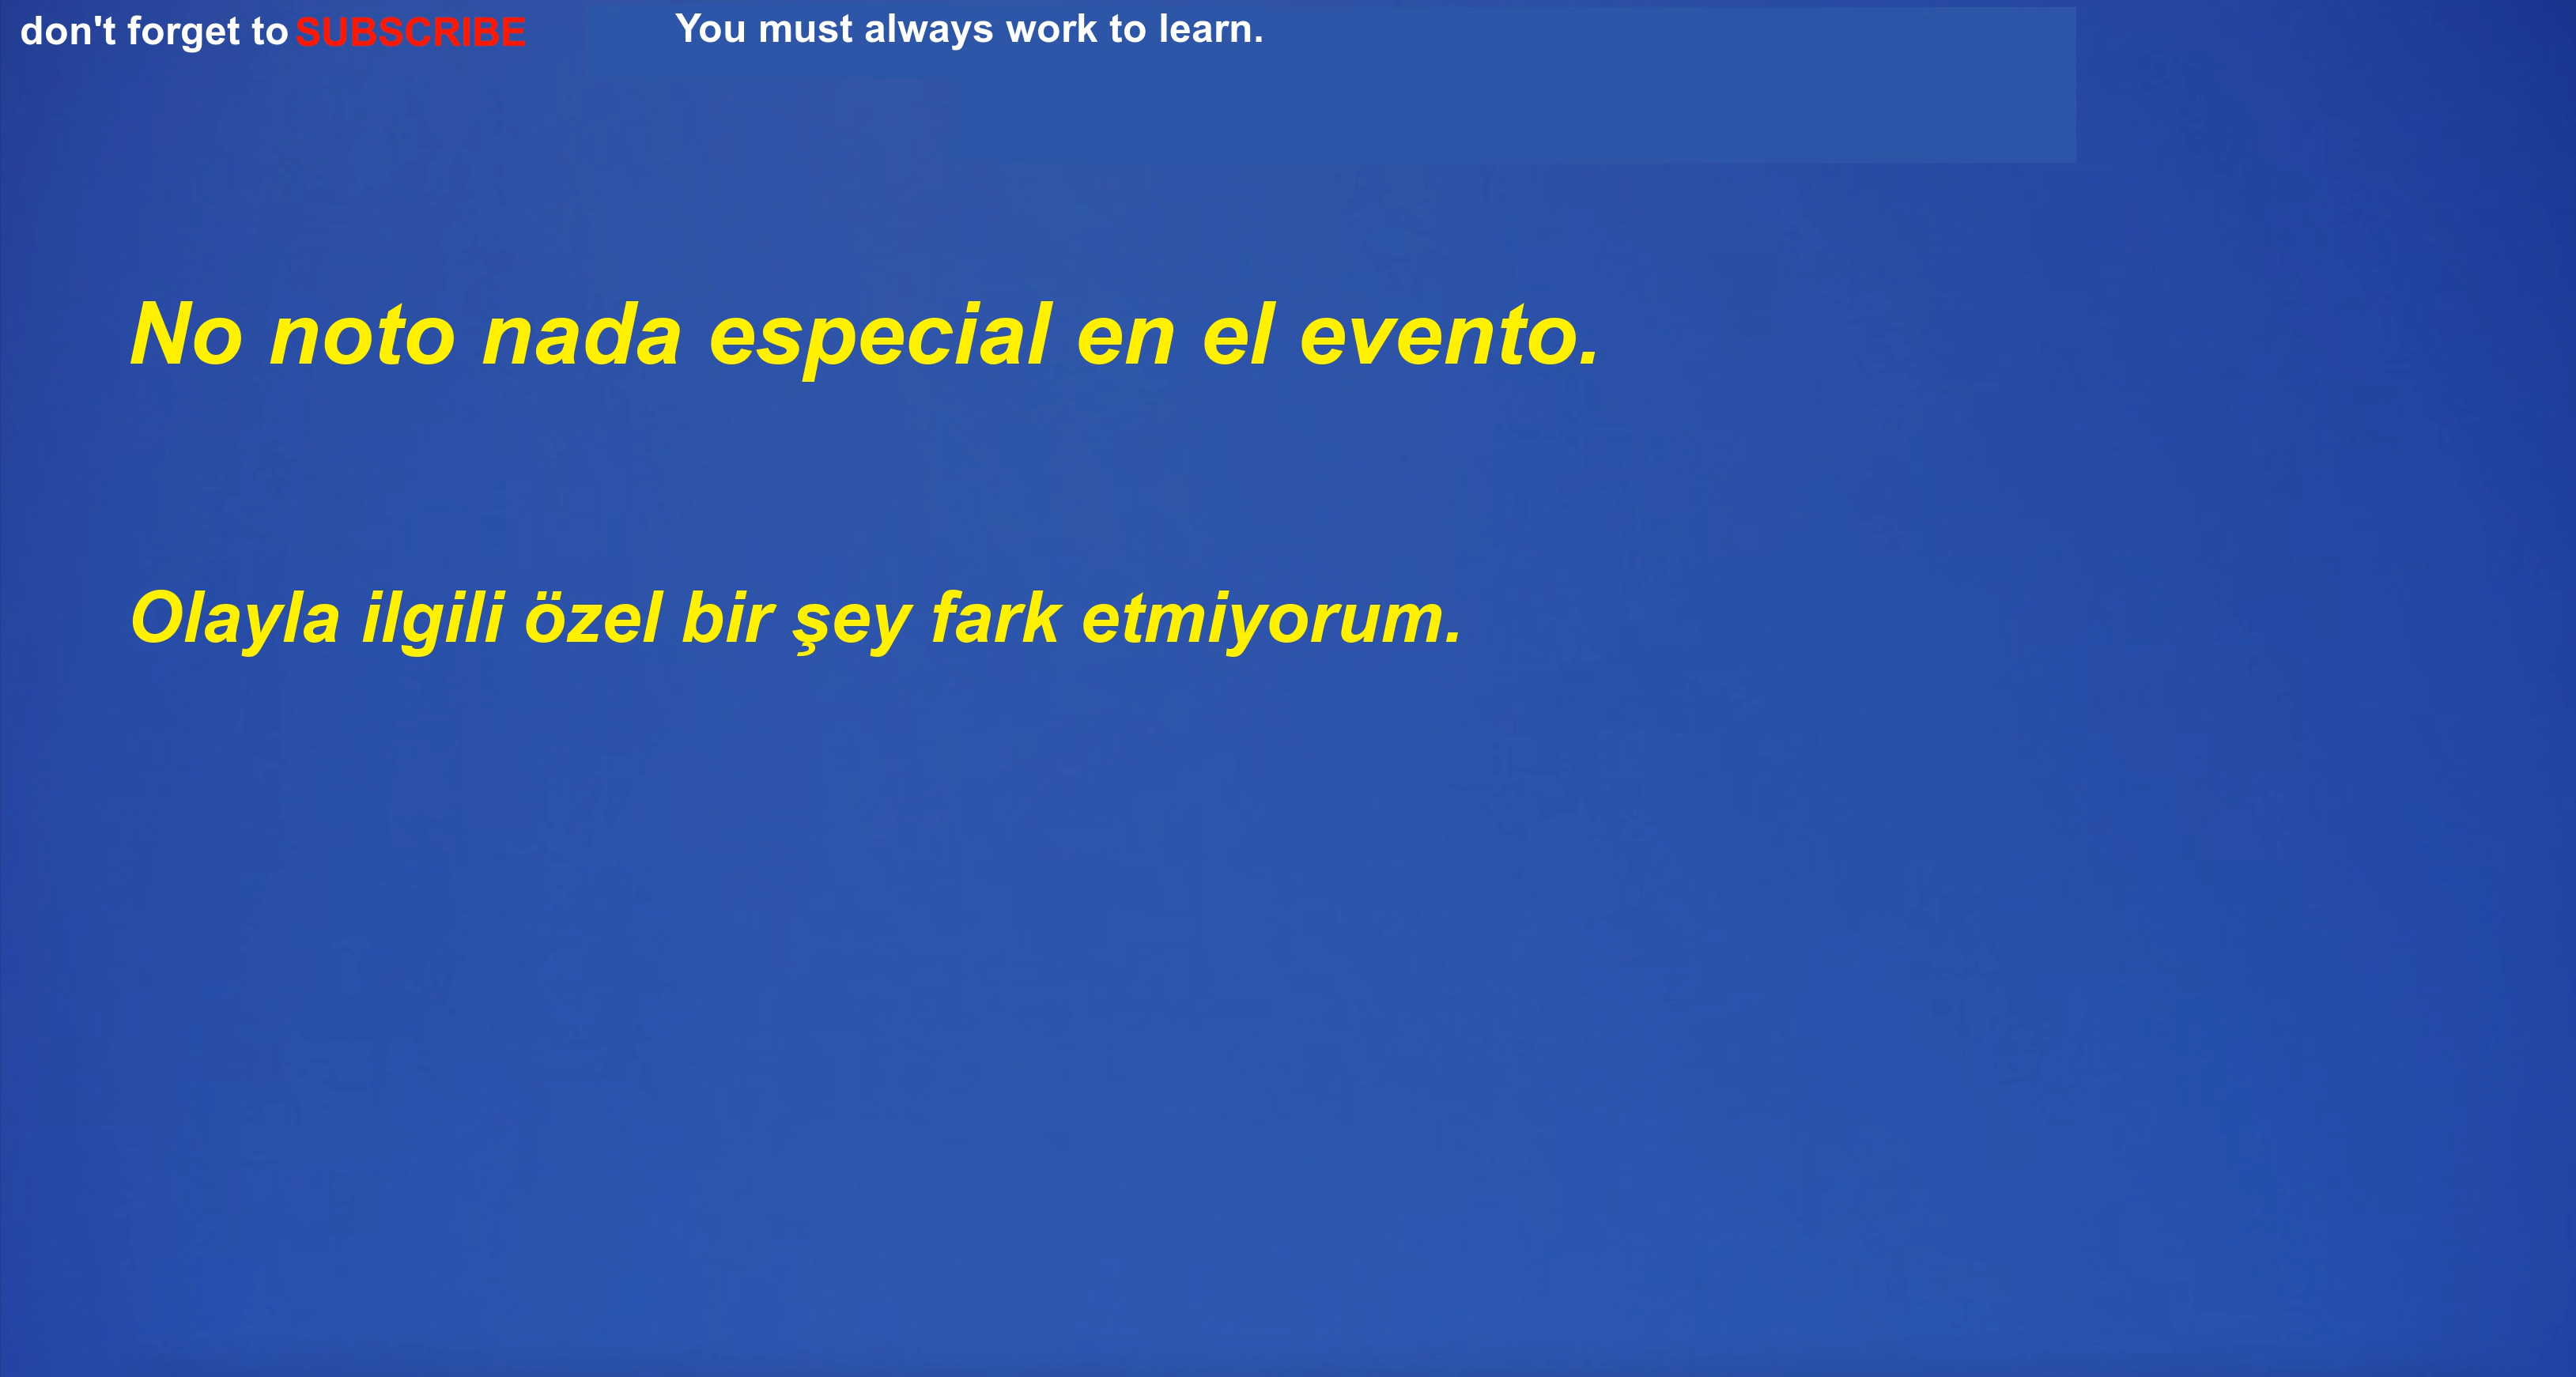 don't forget to SUBSCRIBE You must always work to learn.
No noto nada especial en el evento.
Olayla ilgili özel bir şey fark etmiyorum.